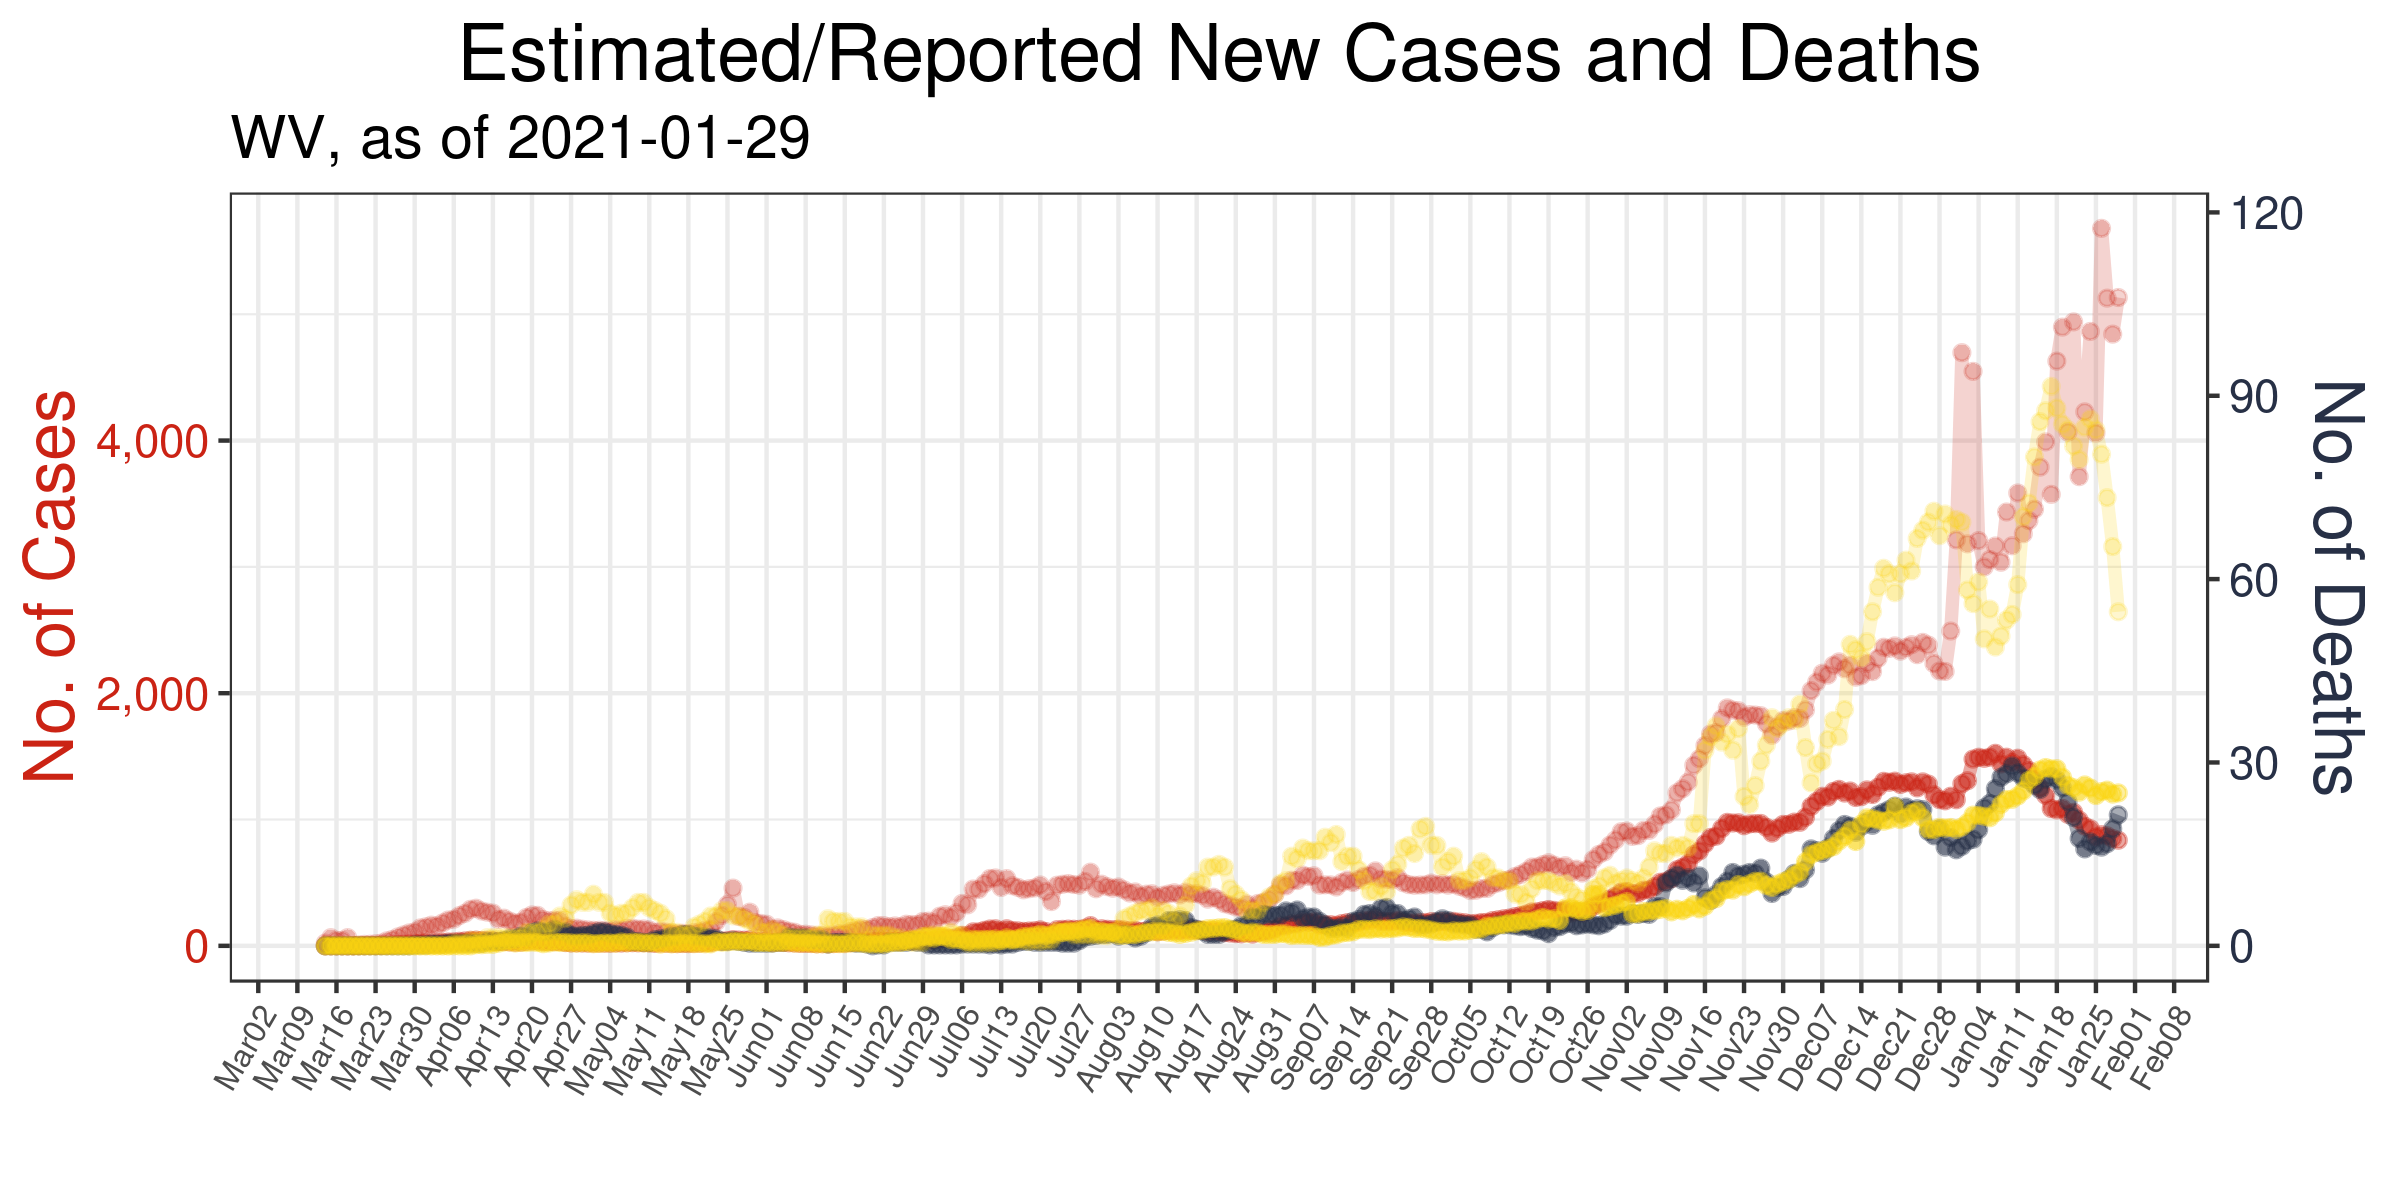 Estimated/Reported New Cases and Deaths
WV, as of 2021-01-29
No. of Cases
4,000
2,000
0
120
90
60
30
0
No. of Deaths
Mar02
Mar09
Mar16
Mar23
Mar30
Apr06
Apr13
Apr20
Apr27
May04
May11
May18
May25
Jun01
Jun08
Jun15
Jun22
Jun29
Jul06
Jul13
Jul20
Jul27
Aug03
Aug10
Aug17
Aug24
Aug31
Sep07
Sep14
Sep21
Sep28
Oct05
Oct12
Oct19
Oct26
Nov02
Nov09
Nov16
Nov23
Nov30
Dec07
Dec14
Dec21
Dec28
Jan04
Jan11
Jan18
Jan25
Feb01
Feb08